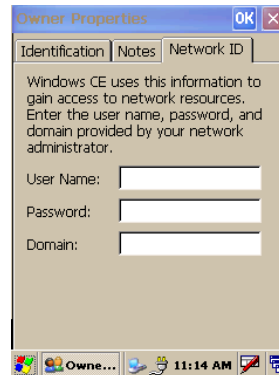 Owner Properties OK
Identification Notes Network ID
Windows CE uses this information to
gain access to network resources.
Enter the user name, password, and
domain provided by your network
administrator.
User Name:
Password:
Domain:
Owne... 11:14 AM